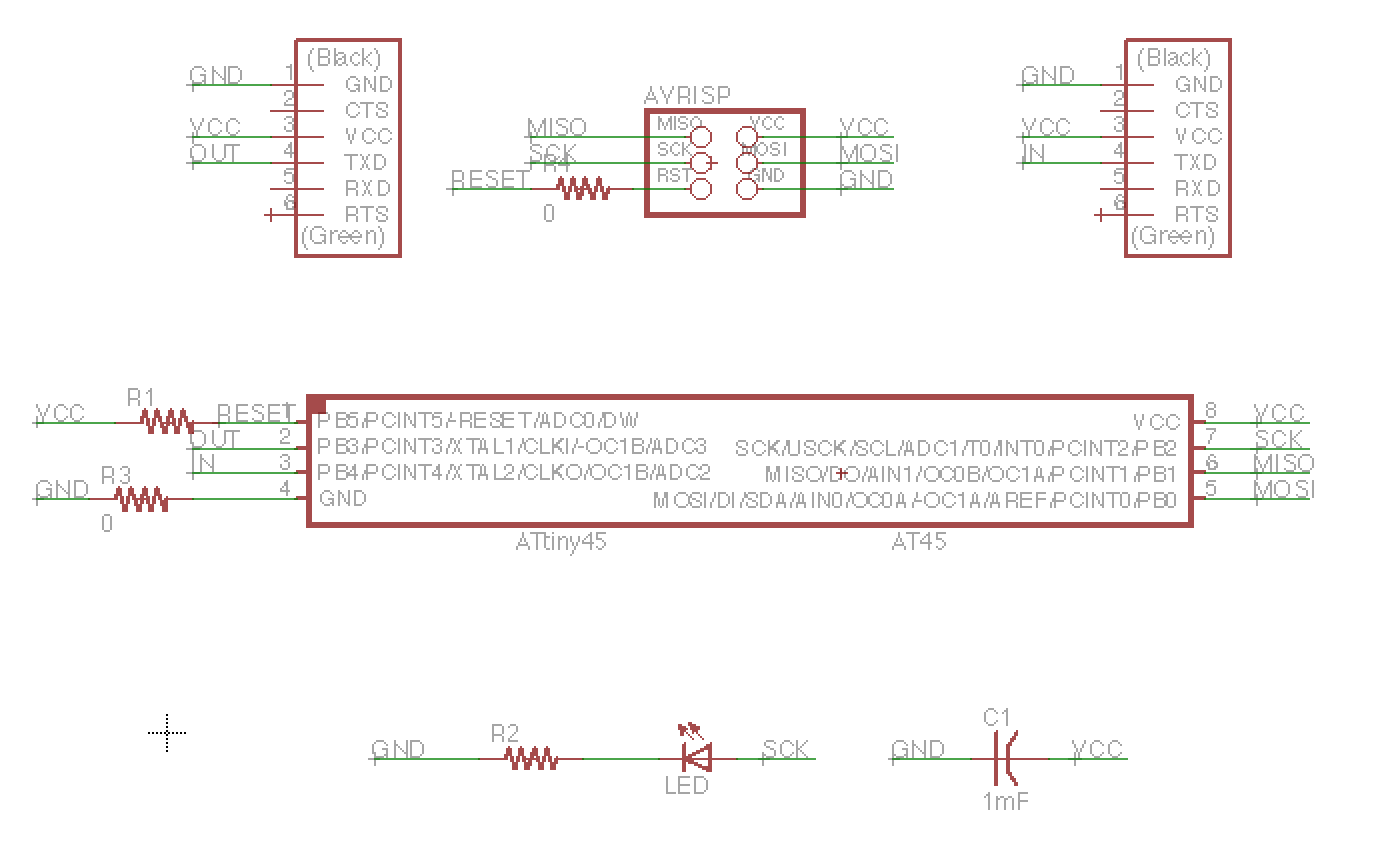 (Black)
GND 1 GND
2 CTS
VCC 3 VCC
OUT 4 TXD
5 RXD
6 RTS
(Green)
AVRISP
MISO MISO VCC VCC
SCK SCK MOSI MOSI
R4
RESET RST GND GND
0
(Black)
GND 1 GND
2 CTS
VCC 3 VCC
IN 4 TXD
5 RXD
6 RTS
(Green)
R1
VCC RESET 1 PB5/PCINT5/-RESET/ADC0/DW
OUT 2 PB3/PCINT3/XTAL1/CLKI/-OC1B/ADC3
IN 3 PB4/PCINT4/XTAL2/CLKO/OC1B/ADC2
R3
GND 4 GND
0
VCC 8 VCC
SCK/USCK/SCL/ADC1/T0/INT0/PCINT2/PB2 7 SCK
MISO/DO/AIN1/OC0B/OC1A/PCINT1/PB1 6 MISO
MOSI/DI/SDA/AIN0/OC0A/-OC1A/AREF/PCINT0/PB0 5 MOSI
ATtiny45 AT45
R2
GND SCK
LED
C1
GND VCC
1mF